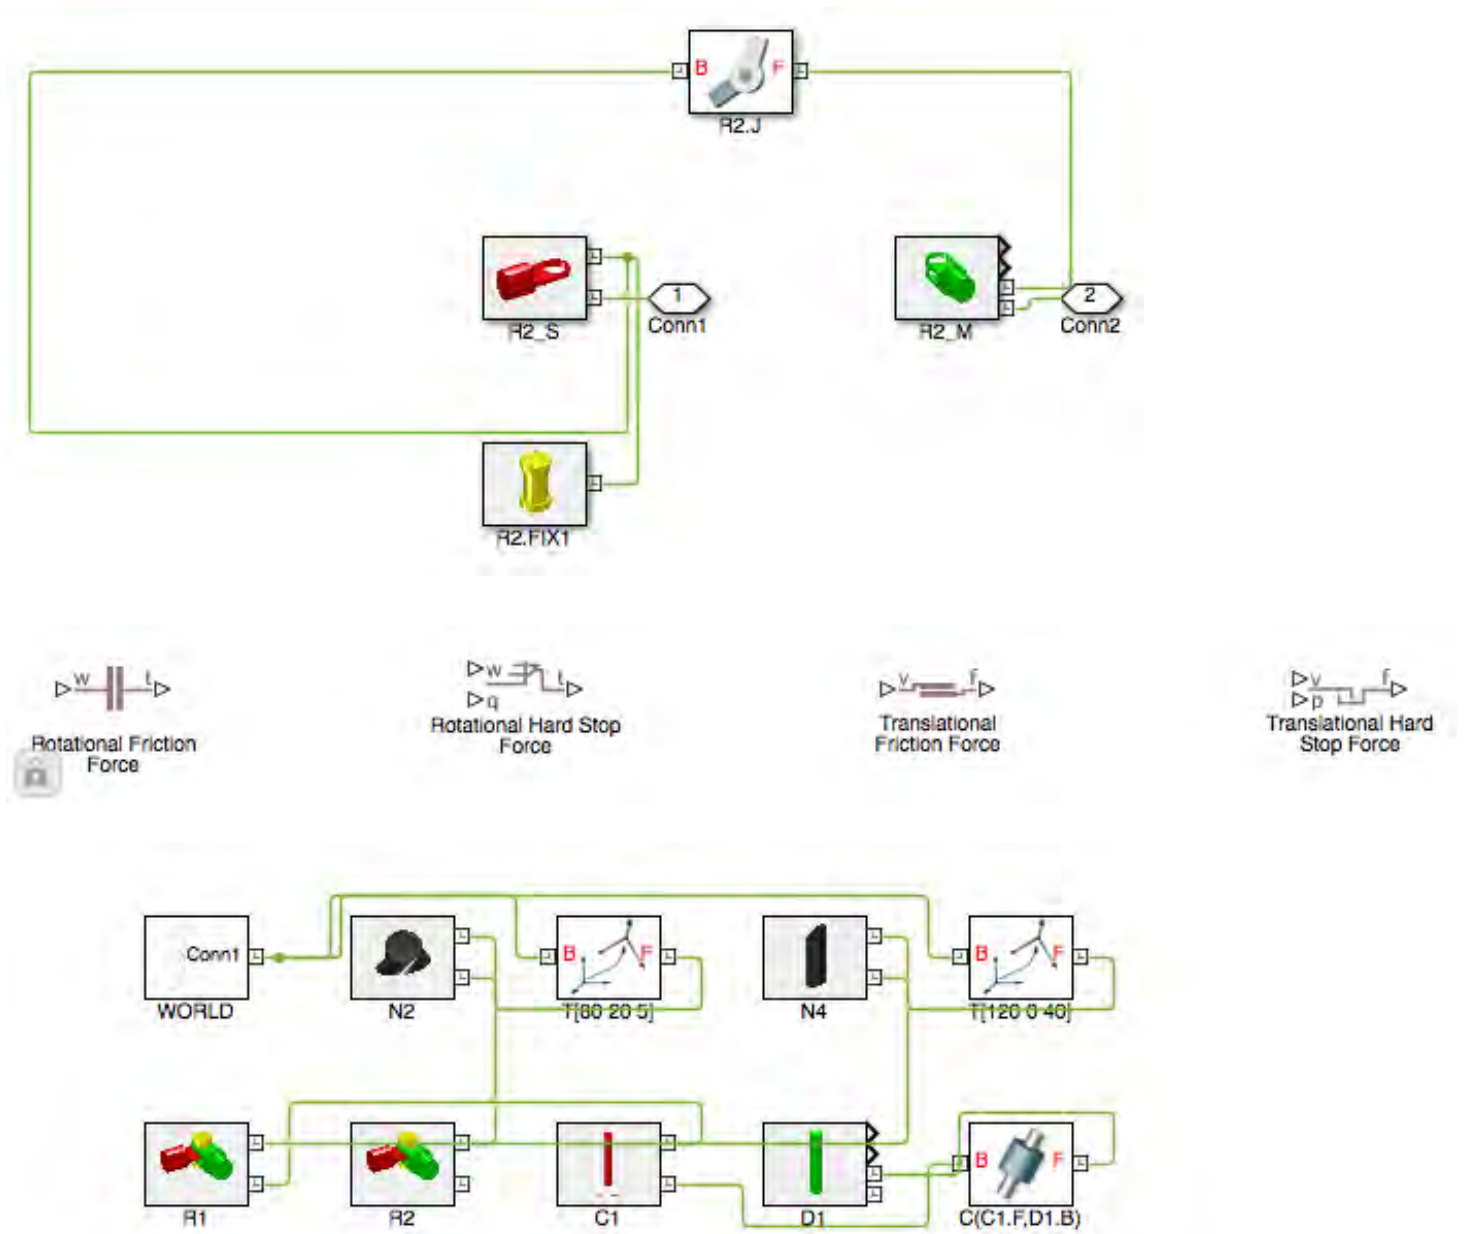 B F
R2.J
1
2
R2_S
Conn1
R2_M
Conn2
R2.FIX1
w t
w t
q
v f
v f
p
Rotational Friction
Force
Rotational Hard Stop
Force
Translational
Friction Force
Translational Hard
Stop Force
Conn1
B F
B F
WORLD
N2
T[80 20 5]
N4
T[120 0 40]
B F
R1
R2
C1
D1
C(C1.F,D1.B)